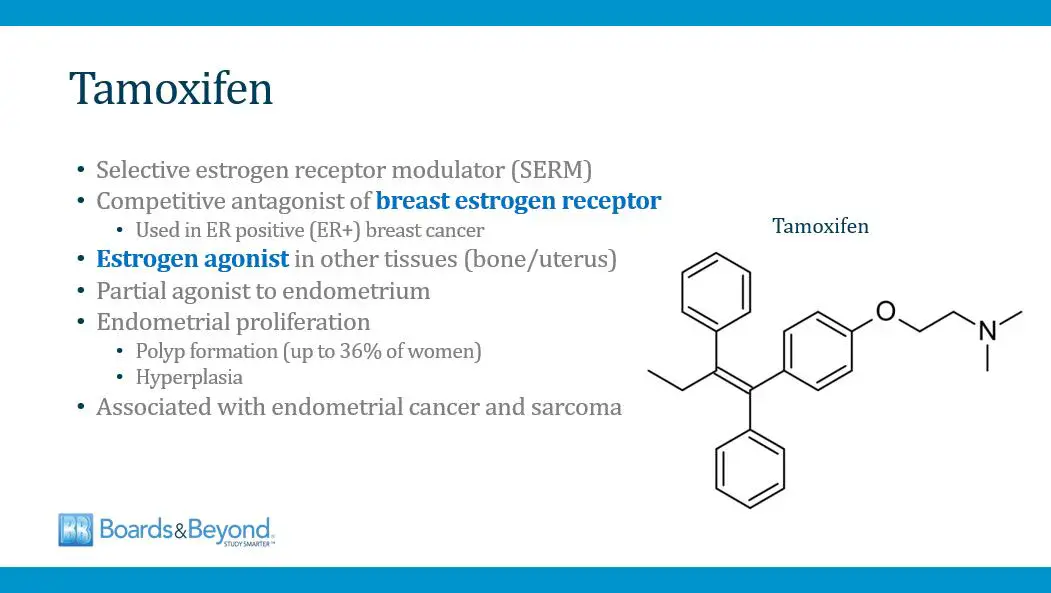 Tamoxifen
• Selective estrogen receptor modulator (SERM)
• Competitive antagonist of breast estrogen receptor
• Used in ER positive (ER+) breast cancer
• Estrogen agonist in other tissues (bone/uterus)
• Partial agonist to endometrium
• Endometrial proliferation
• Polyp formation (up to 36% of women)
• Hyperplasia
• Associated with endometrial cancer and sarcoma
Tamoxifen
O
N
BB Boards&Beyond.
STUDY SMARTER™